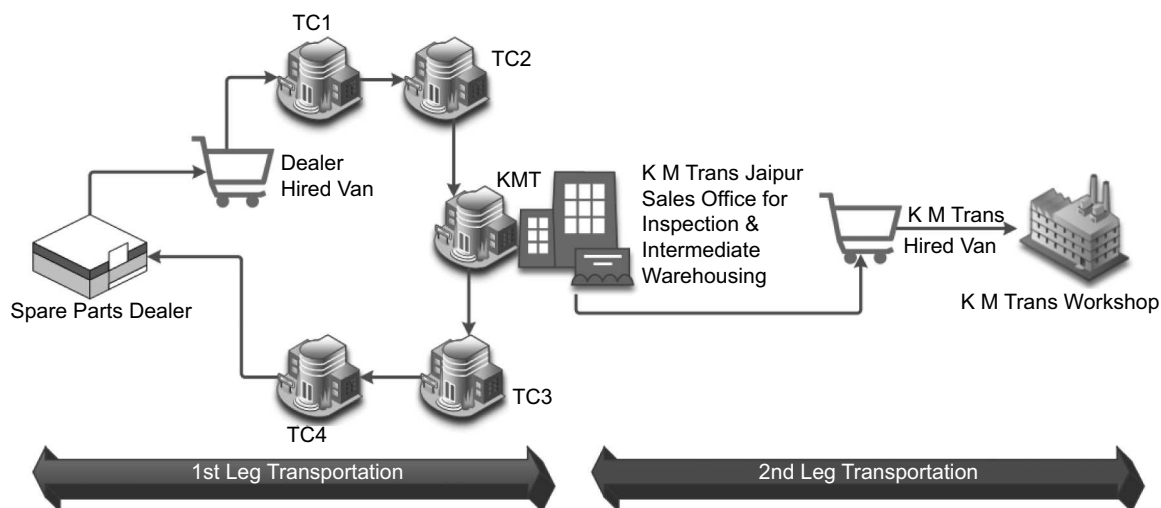 TC1
TC2
Dealer
Hired Van
KMT
K M Trans Jaipur
Sales Office for
Inspection &
Intermediate
Warehousing
K M Trans
Hired Van
Spare Parts Dealer
K M Trans Workshop
TC3
TC4
1st Leg Transportation
2nd Leg Transportation